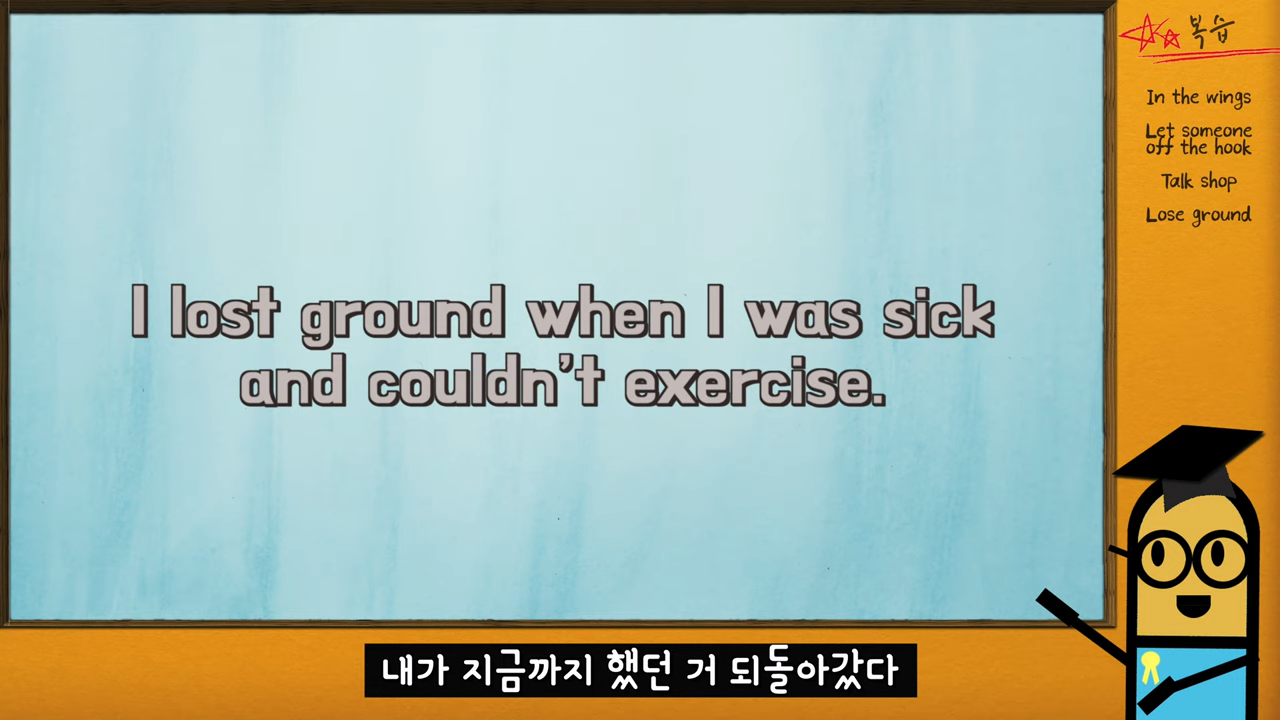 I lost ground when I was sick
and couldn't exercise.
복습
In the wings
Let someone
off the hook
Talk shop
Lose ground
내가 지금까지 했던 거 되돌아갔다